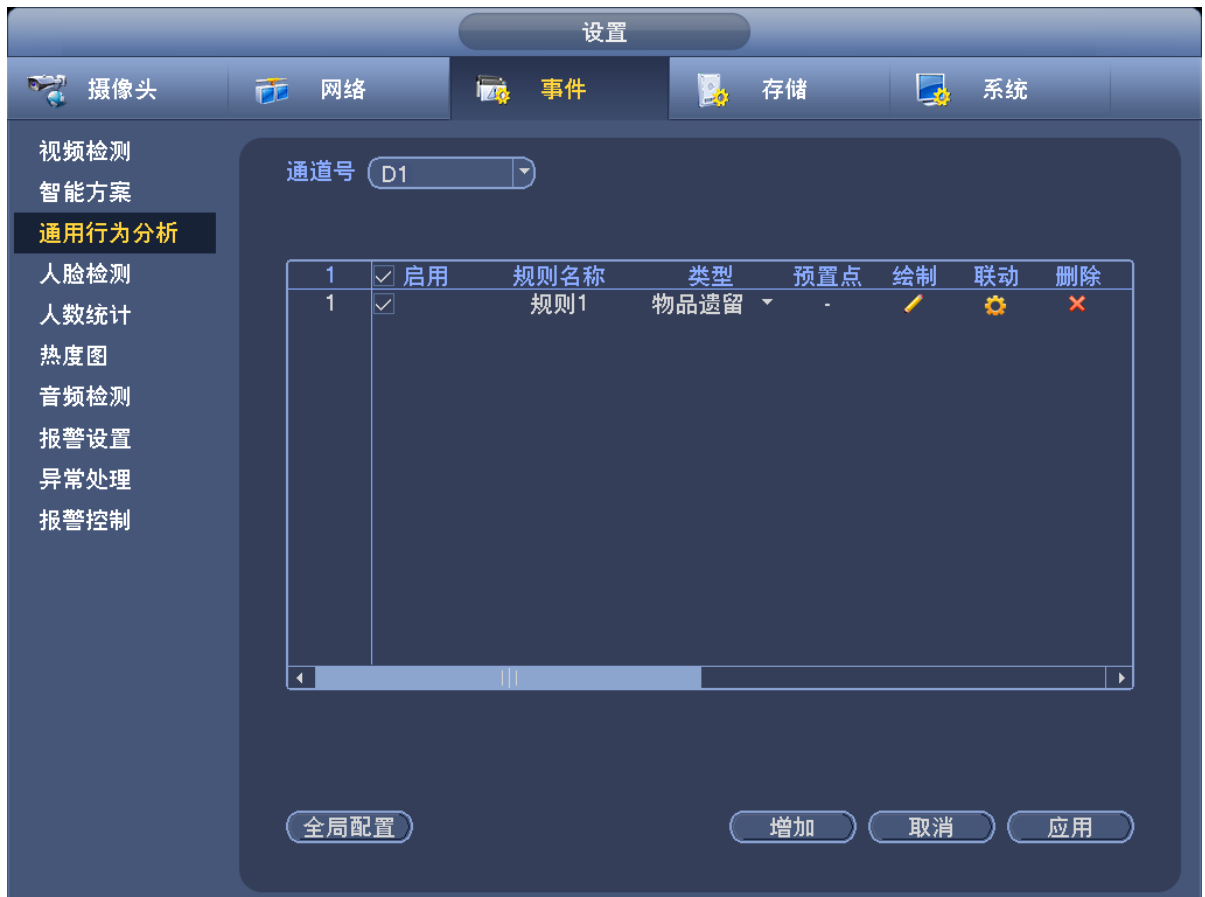 设置
摄像头 网络 事件 存储 系统
视频检测
智能方案
通用行为分析
人脸检测
人数统计
热度图
音频检测
报警设置
异常处理
报警控制
通道号 D1
1 启用 规则名称 类型 预置点 绘制 联动 删除
1 规则1 物品遗留 -
全局配置 增加 取消 应用